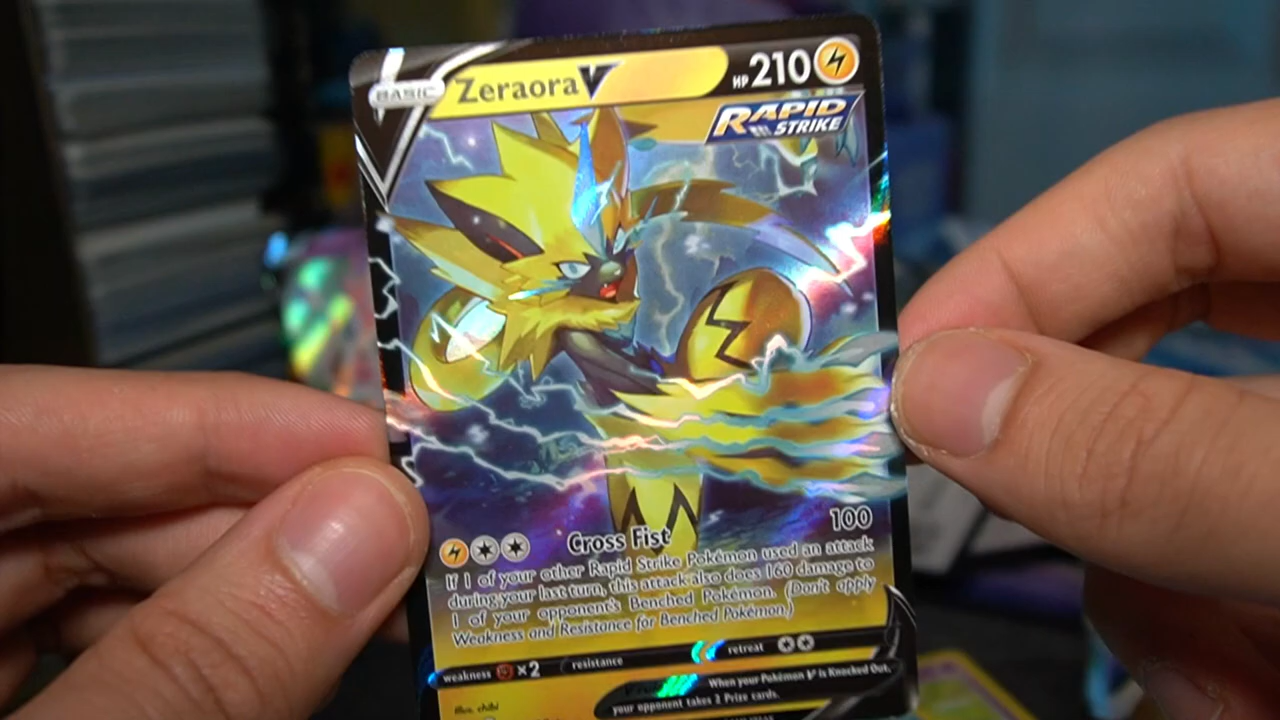 BASIC Zeraora V HP 210
RAPID STRIKE
Cross Fist 100
If 1 of your other Rapid Strike Pokémon used an attack
during your last turn, this attack also does 160 damage to
1 of your opponent's Benched Pokémon. (Don't apply
Weakness and Resistance for Benched Pokémon.)
weakness ×2 resistance retreat
When your Pokémon V is Knocked Out,
your opponent takes 2 Prize cards.
Illus. chibi